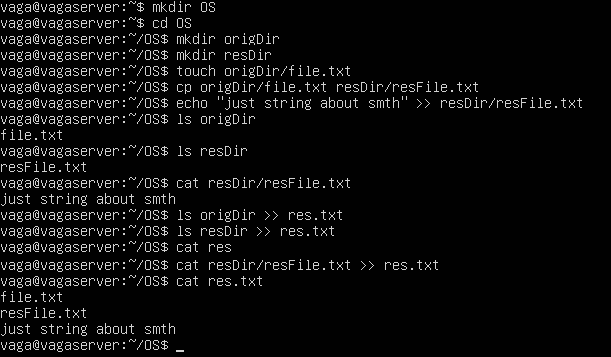 vaga@vagaserver:~$ mkdir OS
vaga@vagaserver:~$ cd OS
vaga@vagaserver:~/OS$ mkdir origDir
vaga@vagaserver:~/OS$ mkdir resDir
vaga@vagaserver:~/OS$ touch origDir/file.txt
vaga@vagaserver:~/OS$ cp origDir/file.txt resDir/resFile.txt
vaga@vagaserver:~/OS$ echo "just string about smth" >> resDir/resFile.txt
vaga@vagaserver:~/OS$ ls origDir
file.txt
vaga@vagaserver:~/OS$ ls resDir
resFile.txt
vaga@vagaserver:~/OS$ cat resDir/resFile.txt
just string about smth
vaga@vagaserver:~/OS$ ls origDir >> res.txt
vaga@vagaserver:~/OS$ ls resDir >> res.txt
vaga@vagaserver:~/OS$ cat res
vaga@vagaserver:~/OS$ cat resDir/resFile.txt >> res.txt
vaga@vagaserver:~/OS$ cat res.txt
file.txt
resFile.txt
just string about smth
vaga@vagaserver:~/OS$ _